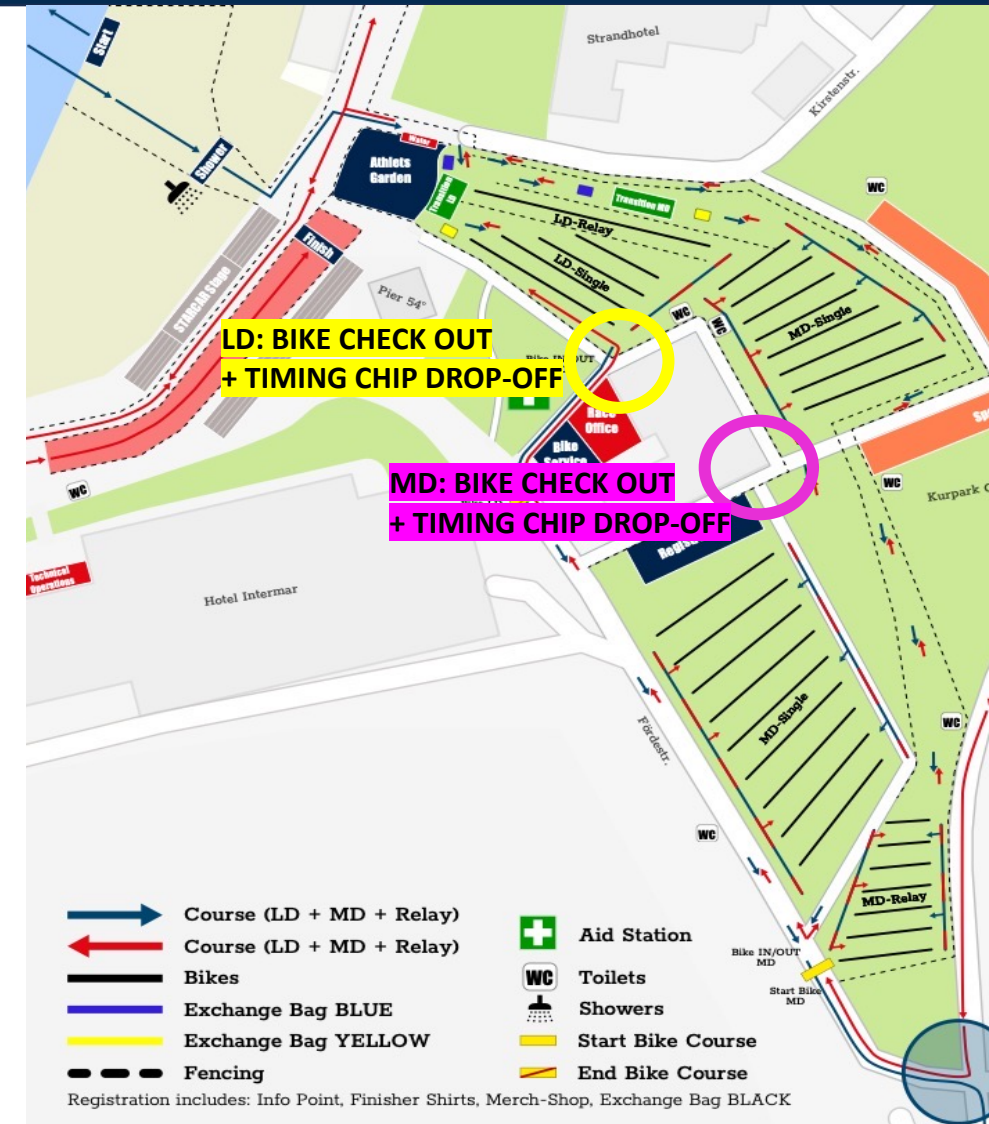 Start
Strandhotel
Kirstenstr.
Shower
Water
Athlets
Garden
Transition
LD
Transition MD
WC
LD-Relay
LD-Single
MD-Single
Finish
STARCAR Stage
Pier 54°
WC
WC
LD: BIKE CHECK OUT
+ TIMING CHIP DROP-OFF
Race
Office
Bike
Service
MD: BIKE CHECK OUT
+ TIMING CHIP DROP-OFF
WC
WC
Kurpark
Technical
Operations
Hotel Intermar
Fördestr.
MD-Single
WC
WC
MD-Relay
Bike IN/OUT
MD
Start Bike
MD
Course (LD + MD + Relay)
Course (LD + MD + Relay)
Bikes
Exchange Bag BLUE
Exchange Bag YELLOW
Fencing
Aid Station
WC Toilets
Showers
Start Bike Course
End Bike Course
Registration includes: Info Point, Finisher Shirts, Merch-Shop, Exchange Bag BLACK